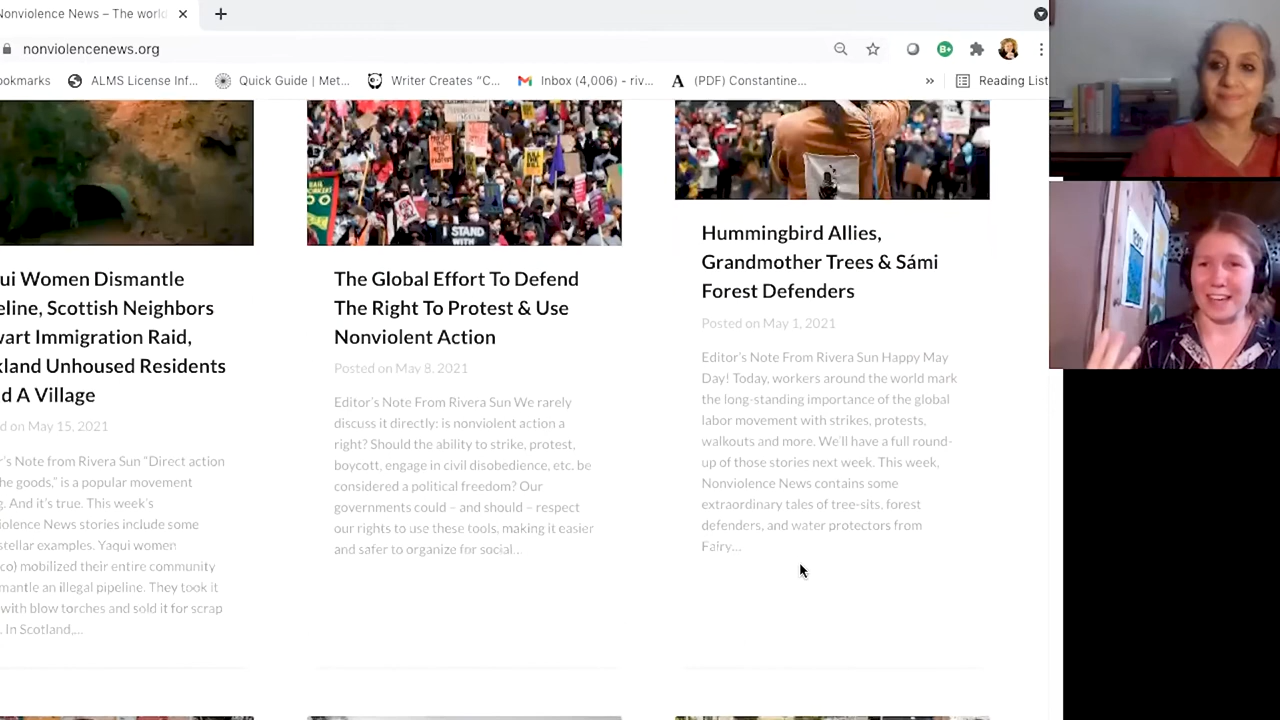 Nonviolence News – The world
nonviolencenews.org
ookmarks
ALMS License Inf...
Quick Guide | Met...
Writer Creates “C...
Inbox (4,006) - riv...
(PDF) Constantine...
»
Reading List
ui Women Dismantle
eline, Scottish Neighbors
wart Immigration Raid,
land Unhoused Residents
d A Village
d on May 15, 2021
r’s Note from Rivera Sun “Direct action
he goods,” is a popular movement
g. And it’s true. This week’s
iolence News stories include some
stellar examples. Yaqui women
co) mobilized their entire community
mantle an illegal pipeline. They took it
with blow torches and sold it for scrap
. In Scotland,...
I STAND
WITH
The Global Effort To Defend
The Right To Protest & Use
Nonviolent Action
Posted on May 8, 2021
Editor’s Note From Rivera Sun We rarely
discuss it directly: is nonviolent action a
right? Should the ability to strike, protest,
boycott, engage in civil disobedience, etc. be
considered a political freedom? Our
governments could – and should – respect
our rights to use these tools, making it easier
and safer to organize for social...
Hummingbird Allies,
Grandmother Trees & Sámi
Forest Defenders
Posted on May 1, 2021
Editor’s Note From Rivera Sun Happy May
Day! Today, workers around the world mark
the long-standing importance of the global
labor movement with strikes, protests,
walkouts and more. We’ll have a full round-
up of those stories next week. This week,
Nonviolence News contains some
extraordinary tales of tree-sits, forest
defenders, and water protectors from
Fairy...